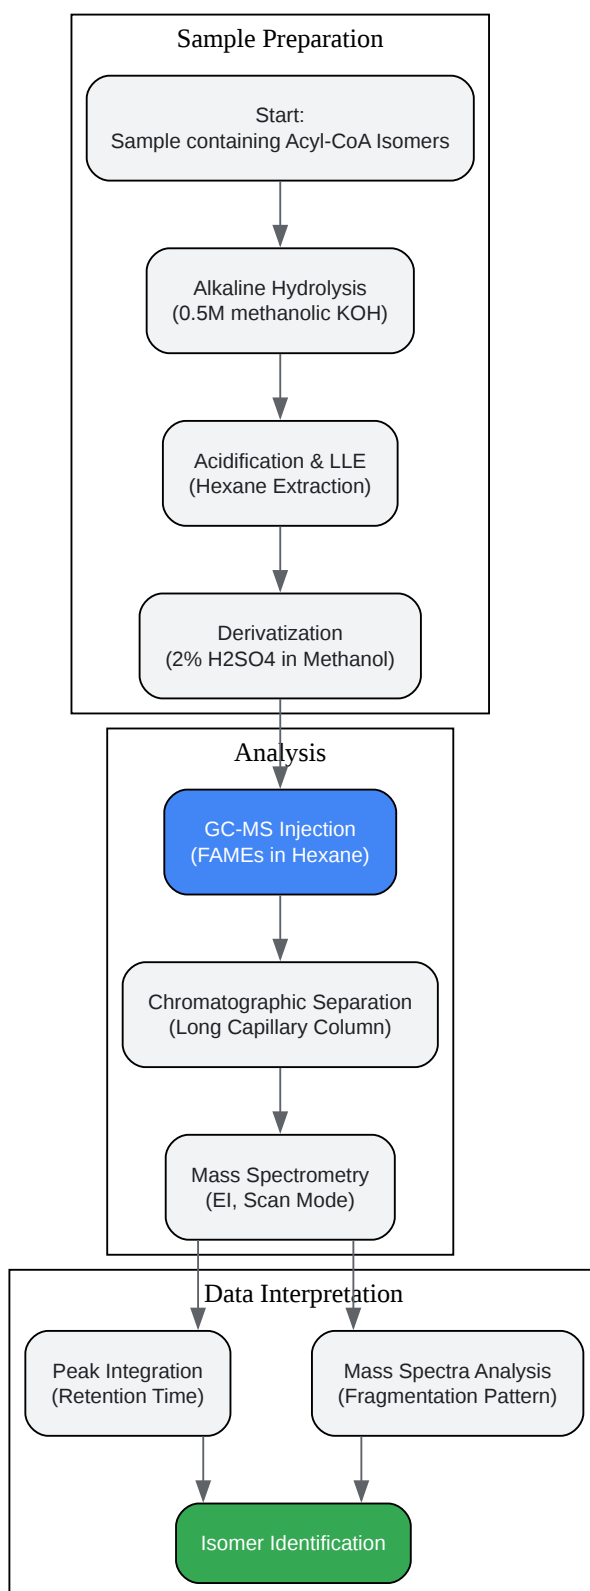 Sample Preparation
Start:
Sample containing Acyl-CoA Isomers
Alkaline Hydrolysis
(0.5M methanolic KOH)
Acidification & LLE
(Hexane Extraction)
Derivatization
(2% H2SO4 in Methanol)
Analysis
GC-MS Injection
(FAMEs in Hexane)
Chromatographic Separation
(Long Capillary Column)
Mass Spectrometry
(EI, Scan Mode)
Data Interpretation
Peak Integration
(Retention Time)
Mass Spectra Analysis
(Fragmentation Pattern)
Isomer Identification